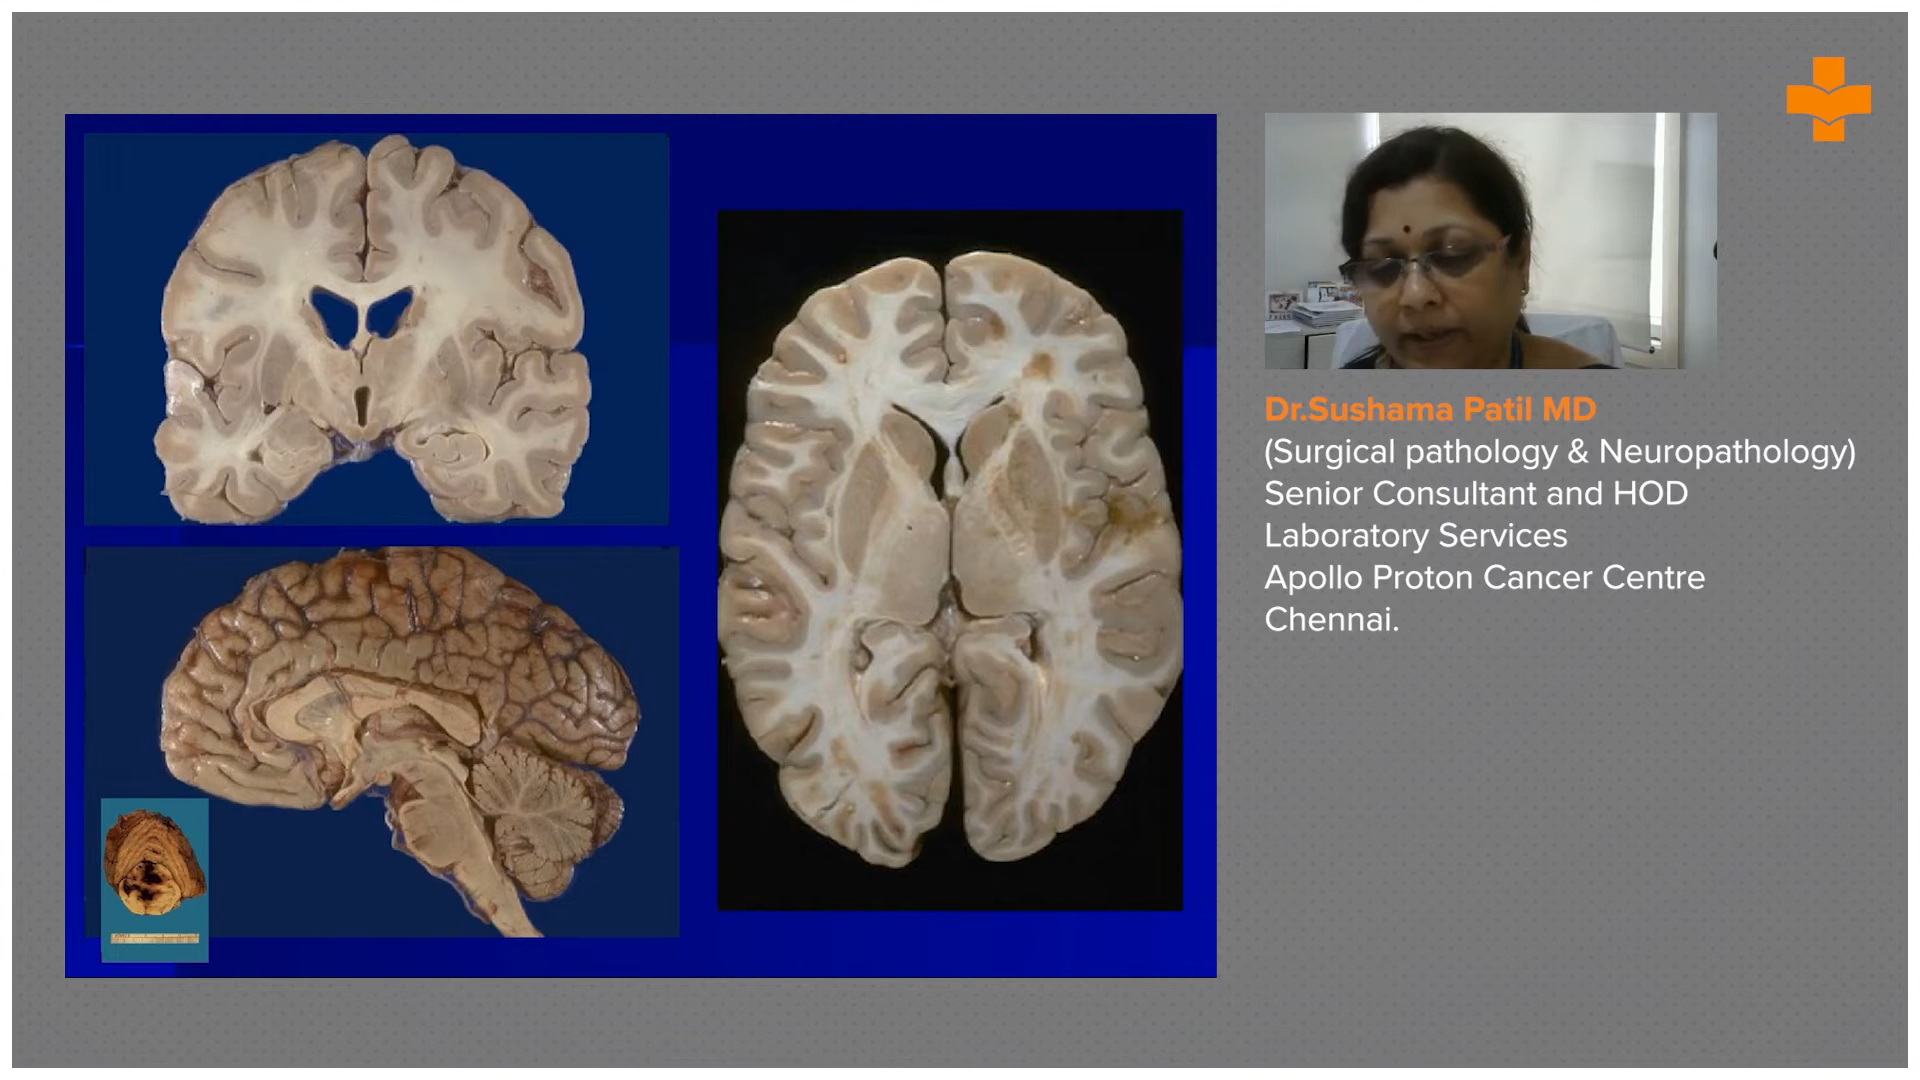 Dr.Sushama Patil MD
(Surgical pathology & Neuropathology)
Senior Consultant and HOD
Laboratory Services
Apollo Proton Cancer Centre
Chennai.